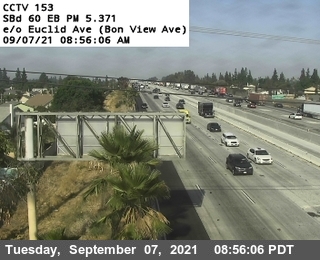 CCTV 153
SBd 60 EB PM 5.371
e/o Euclid Ave (Bon View Ave)
09/07/21 08:56:06 AM
Tuesday, September 07, 2021 08:56:06 PDT